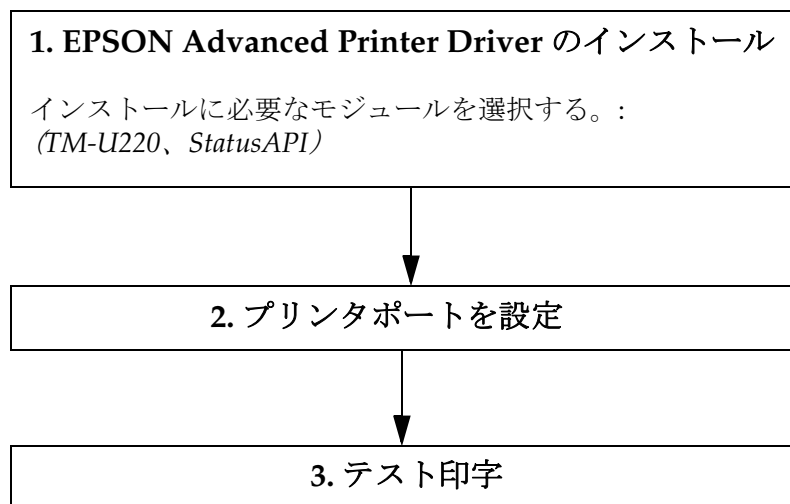 1. EPSON Advanced Printer Driver のインストール
インストールに必要なモジュールを選択する。:
(TM-U220、StatusAPI）
2. プリンタポートを設定
3. テスト印字